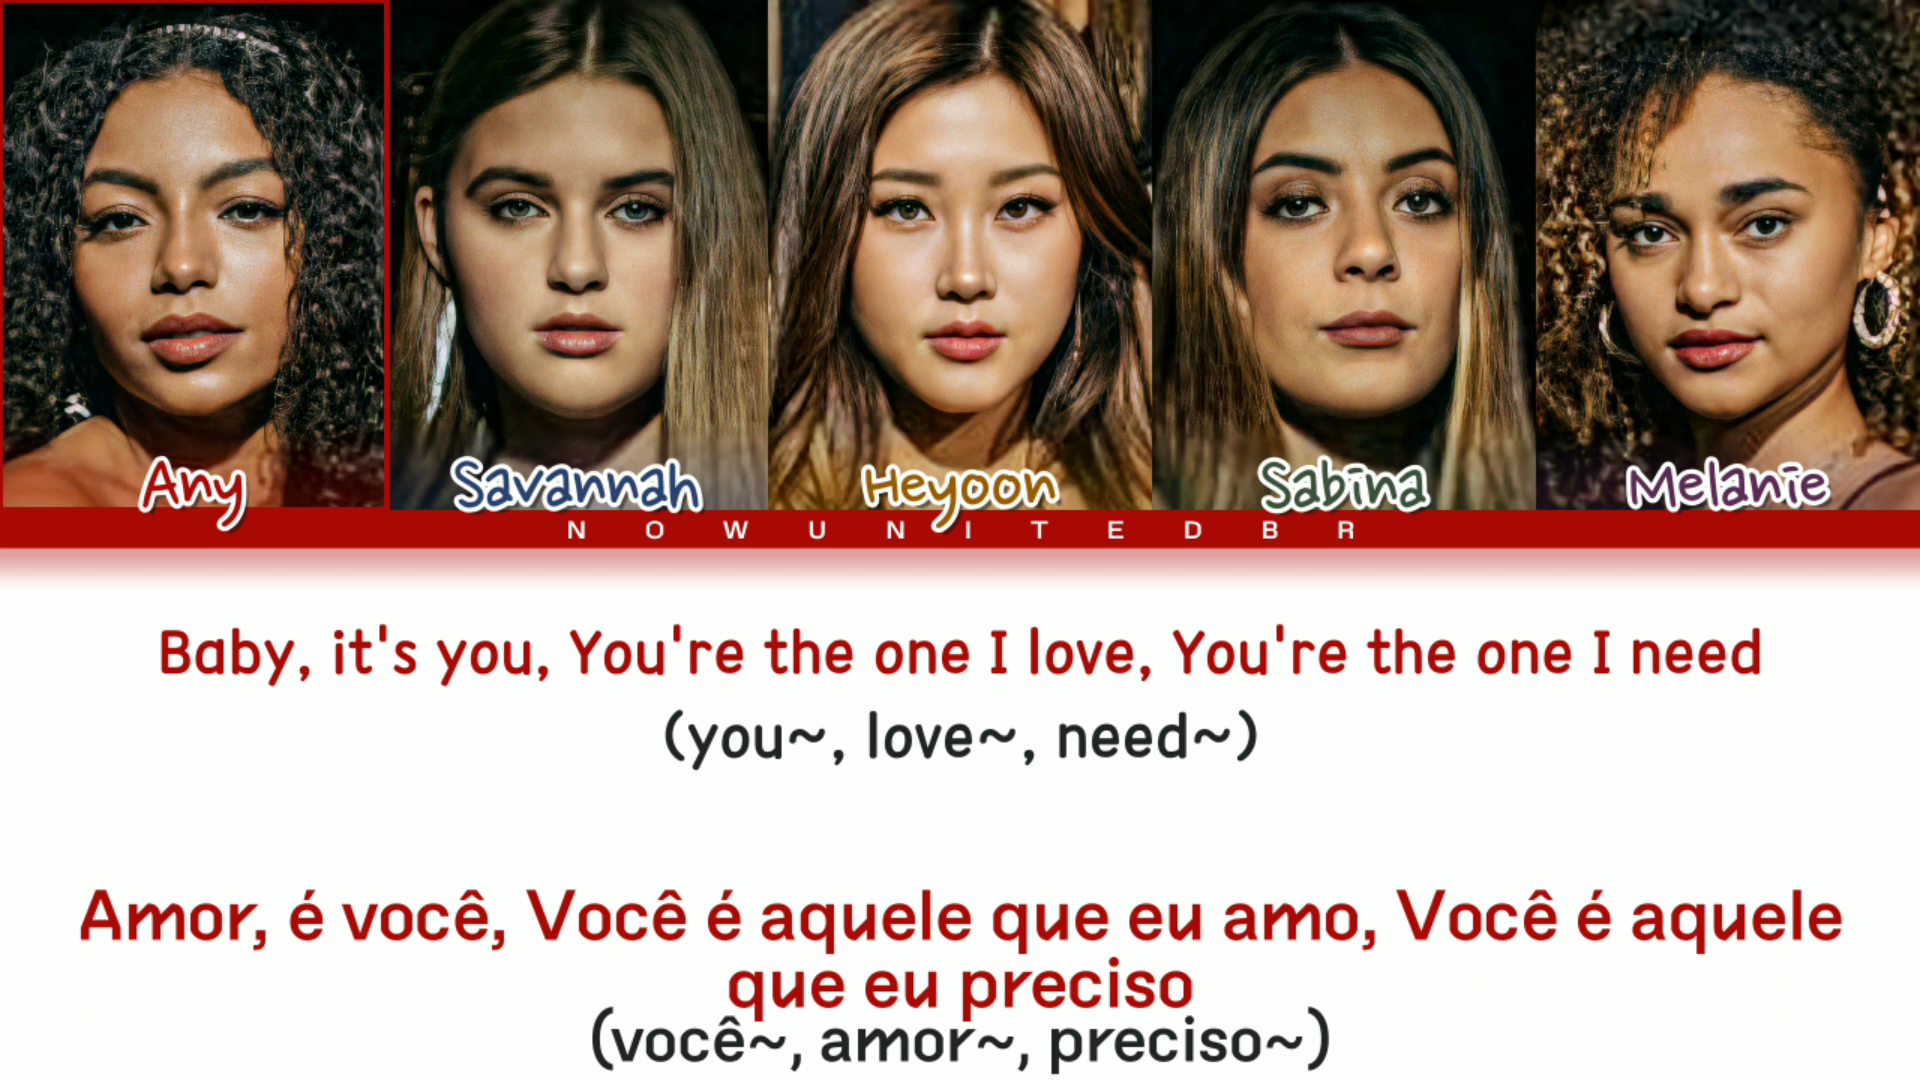 Any Savannah Heyoon Sabina Melanie
NOWUNITEDBR
Baby, it's you, You're the one I love, You're the one I need
(you~, love~, need~)
Amor, é você, Você é aquele que eu amo, Você é aquele
que eu preciso
(você~, amor~, preciso~)